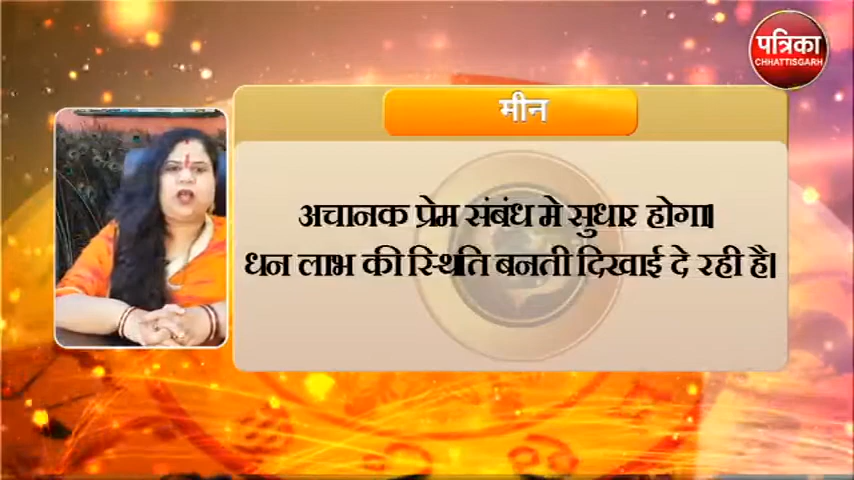 पत्रिका
CHHATTISGARH
मीन
अचानक प्रेम संबंध मे सुधार होगा।
धन लाभ की स्थिति बनती दिखाई दे रही है।